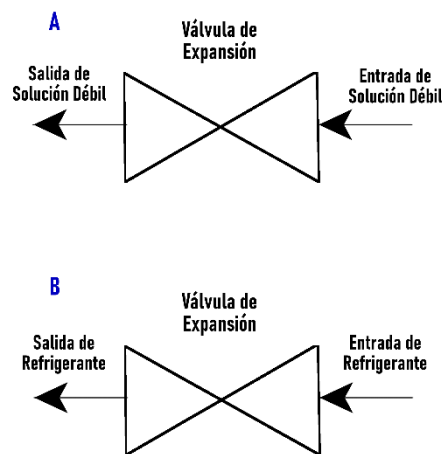 A
Válvula de
Expansión
Salida de
Solución Débil
Entrada de
Solución Débil
B
Válvula de
Expansión
Salida de
Refrigerante
Entrada de
Refrigerante